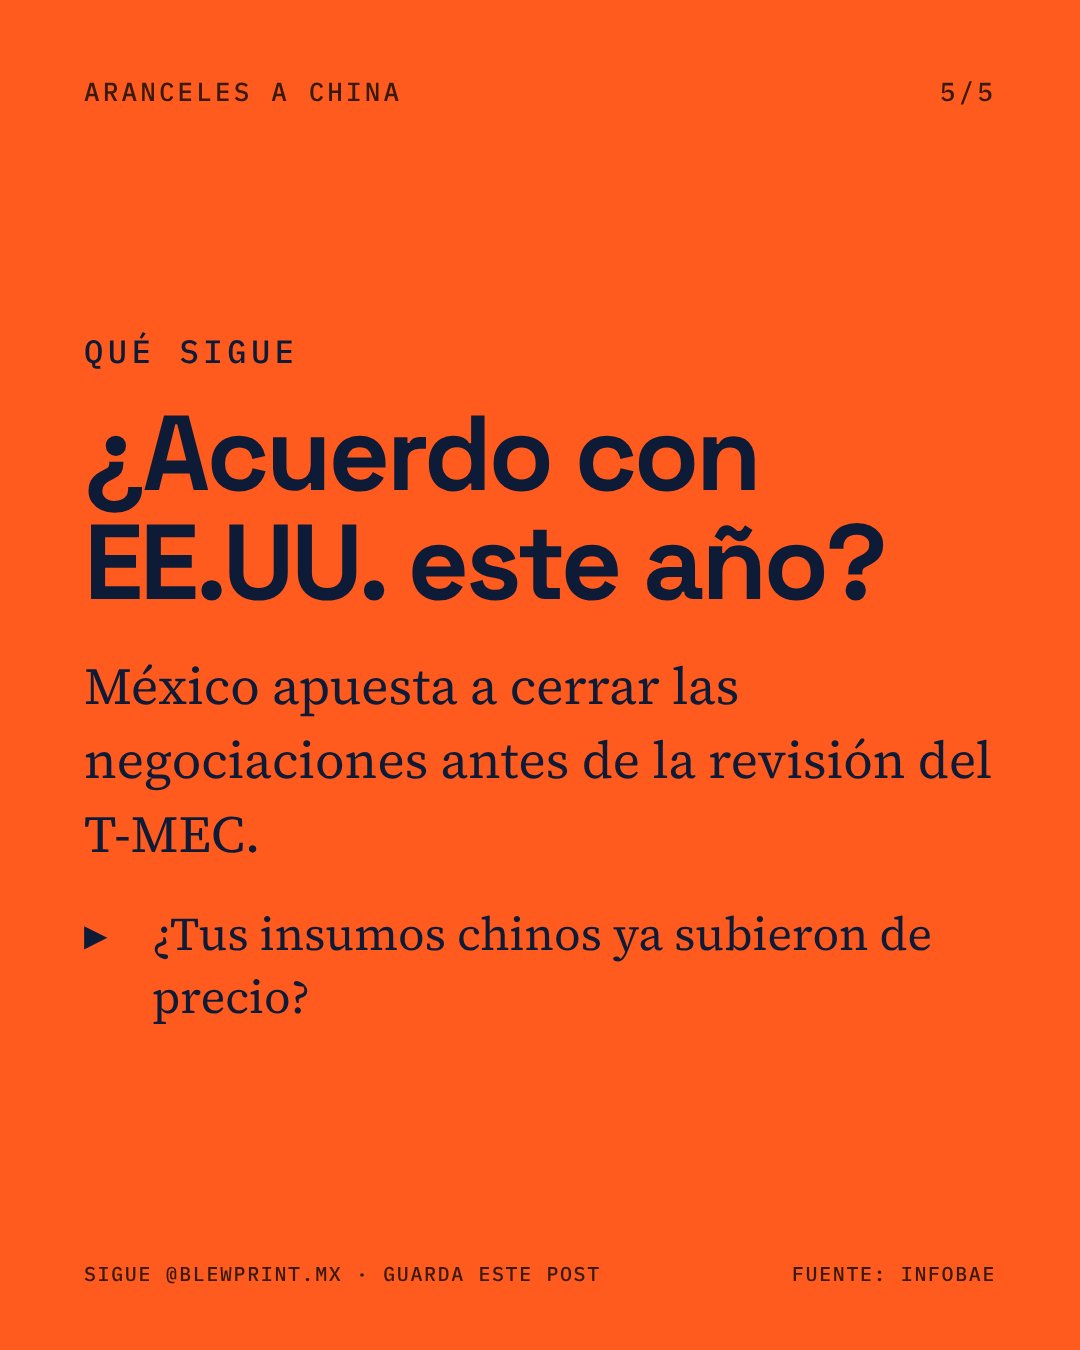 ARANCELES A CHINA
5/5
QUÉ SIGUE
¿Acuerdo con
EE.UU. este año?
México apuesta a cerrar las
negociaciones antes de la revisión del
T-MEC.
▶ ¿Tus insumos chinos ya subieron de
precio?
SIGUE @BLEWPRINT.MX · GUARDA ESTE POST
FUENTE: INFOBAE